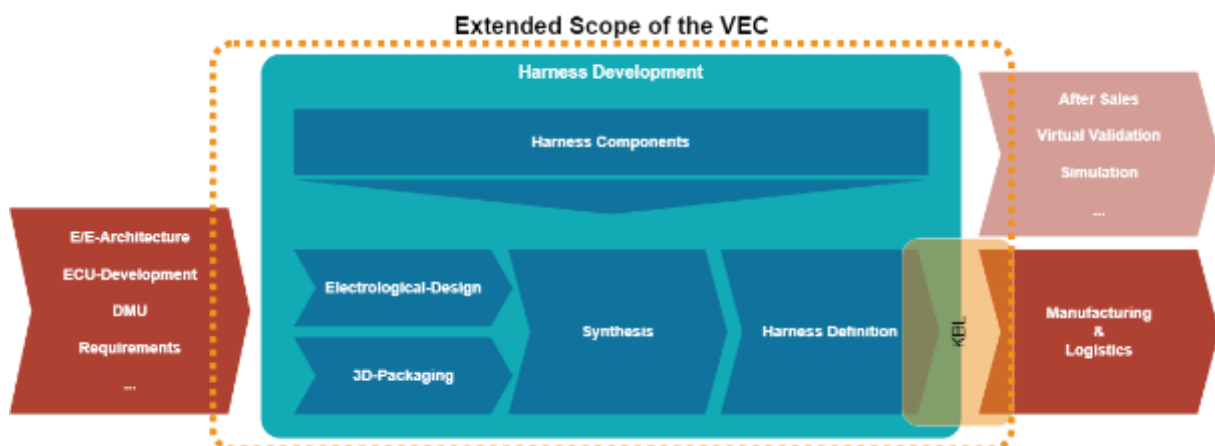 Extended Scope of the VEC
Harness Development
Harness Components
E/E-Architecture
ECU-Development
DMU
Requirements
...
Electrological-Design
3D-Packaging
Synthesis
Harness Definition
KBL
After Sales
Virtual Validation
Simulation
...
Manufacturing
&
Logistics